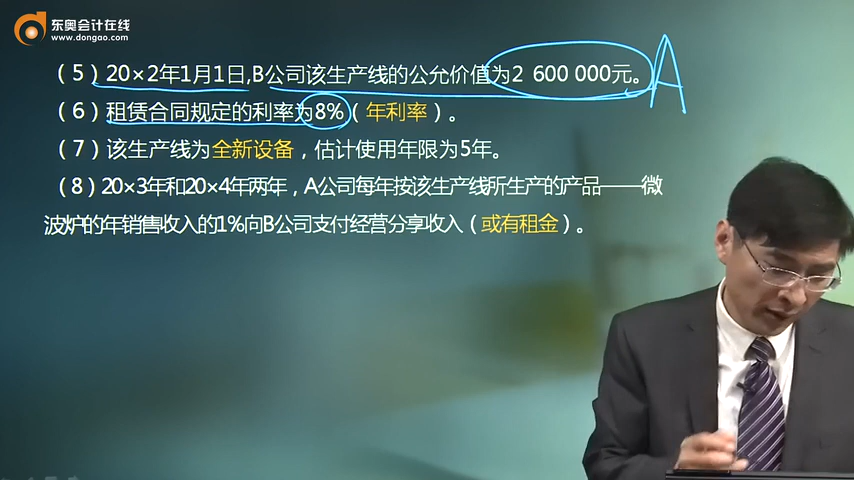 东奥会计在线
www.dongao.com
（5）20×2年1月1日,B公司该生产线的公允价值为2 600 000元。A
（6）租赁合同规定的利率为8%（年利率）。
（7）该生产线为全新设备，估计使用年限为5年。
（8）20×3年和20×4年两年，A公司每年按该生产线所生产的产品——微
波炉的年销售收入的1%向B公司支付经营分享收入（或有租金）。